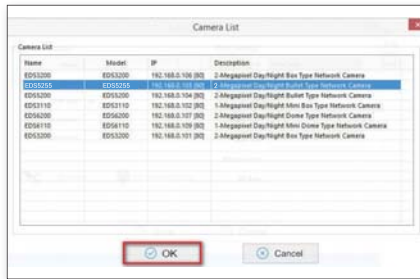 Camera List
Camera List
Name Model IP Description
EDS3200 EDS3200 192.168.0.106 [80] 2-Megapixel Day/Night Box Type Network Camera
EDS5255 EDS5255 192.168.0.103 [80] 2-Megapixel Day/Night Bullet Type Network Camera
EDS5200 EDS5200 192.168.0.104 [80] 2-Megapixel Day/Night Bullet Type Network Camera
EDS3110 EDS3110 192.168.0.102 [80] 1-Megapixel Day/Night Mini Box Type Network Camera
EDS6200 EDS6200 192.168.0.107 [80] 2-Megapixel Day/Night Dome Type Network Camera
EDS6110 EDS6110 192.168.0.109 [80] 1-Megapixel Day/Night Mini Dome Type Network Camera
EDS3200 EDS3200 192.168.0.101 [80] 2-Megapixel Day/Night Box Type Network Camera
OK Cancel